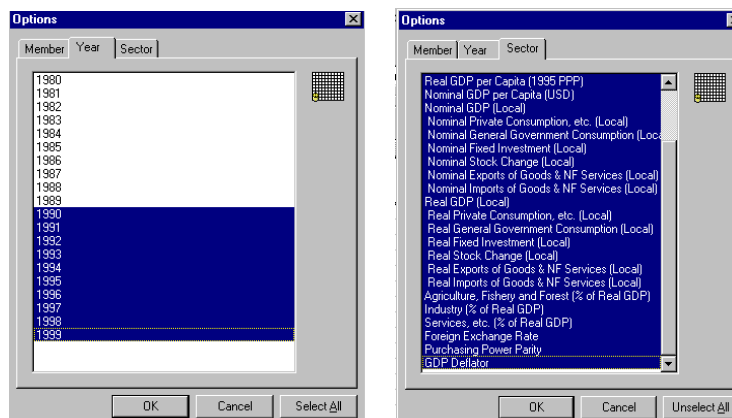 Options
Member Year Sector
1980
1981
1982
1983
1984
1985
1986
1987
1988
1989
1990
1991
1992
1993
1994
1995
1996
1997
1998
1999
OK Cancel Select All
Options
Member Year Sector
Real GDP per Capita (1995 PPP)
Nominal GDP per Capita (USD)
Nominal GDP (Local)
Nominal Private Consumption, etc. (Local)
Nominal General Government Consumption (Loca
Nominal Fixed Investment (Local)
Nominal Stock Change (Local)
Nominal Exports of Goods & NF Services (Local)
Nominal Imports of Goods & NF Services (Local)
Real GDP (Local)
Real Private Consumption, etc. (Local)
Real General Government Consumption (Local)
Real Fixed Investment (Local)
Real Stock Change (Local)
Real Exports of Goods & NF Services (Local)
Real Imports of Goods & NF Services (Local)
Agriculture, Fishery and Forest (% of Real GDP)
Industry (% of Real GDP)
Services, etc. (% of Real GDP)
Foreign Exchange Rate
Purchasing Power Parity
GDP Deflator
OK Cancel Unselect All